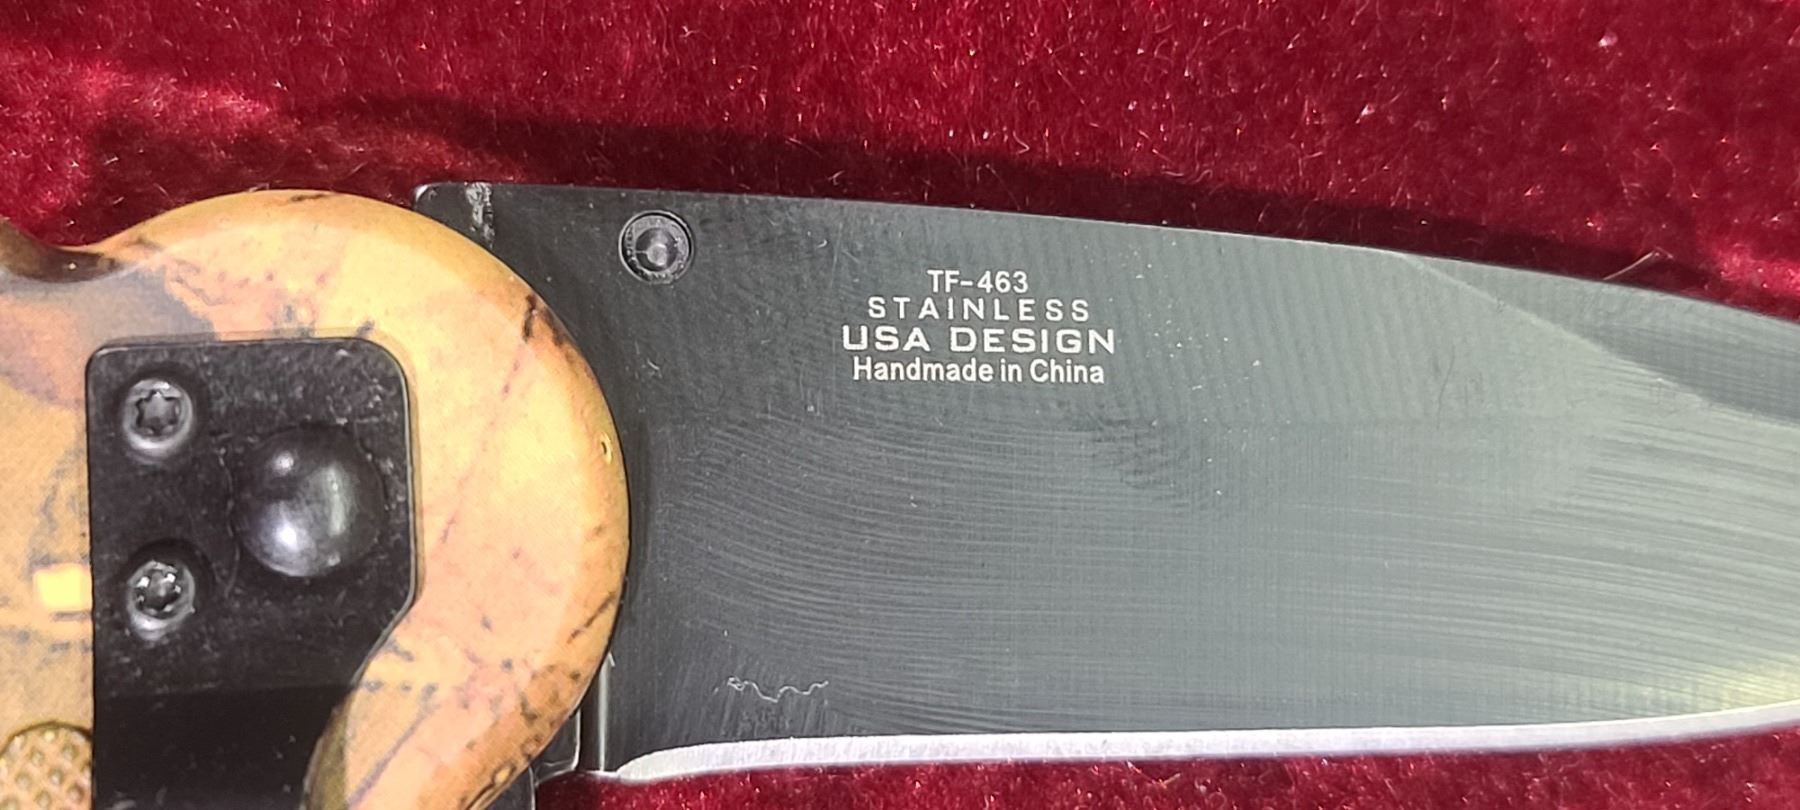 TF-463
STAINLESS
USA DESIGN
Handmade in China